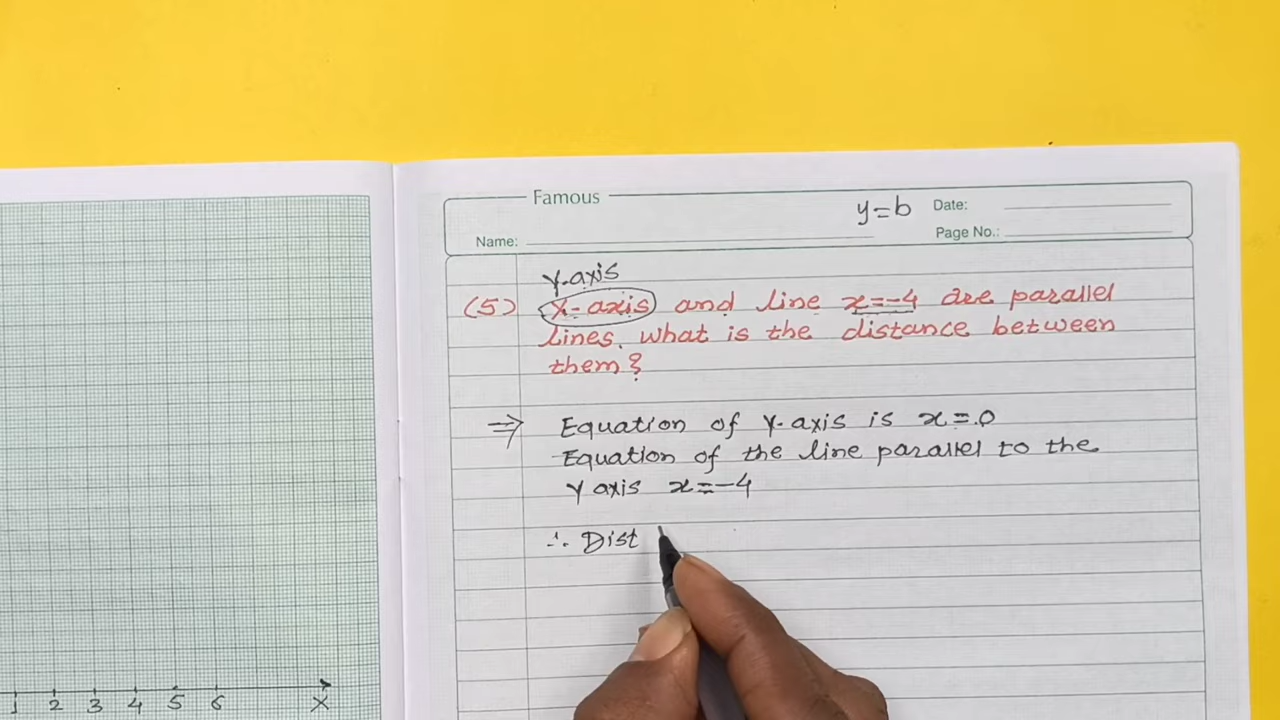 Famous
y=b
Date:
Name:
Page No.:
Y-axis
(5) X-axis and line x=-4 are parallel
lines. what is the distance between
them?
⇒ Equation of Y-axis is x=0
Equation of the line parallel to the
Y axis x=-4
∴ Dist
1 2 3 4 5 6 X